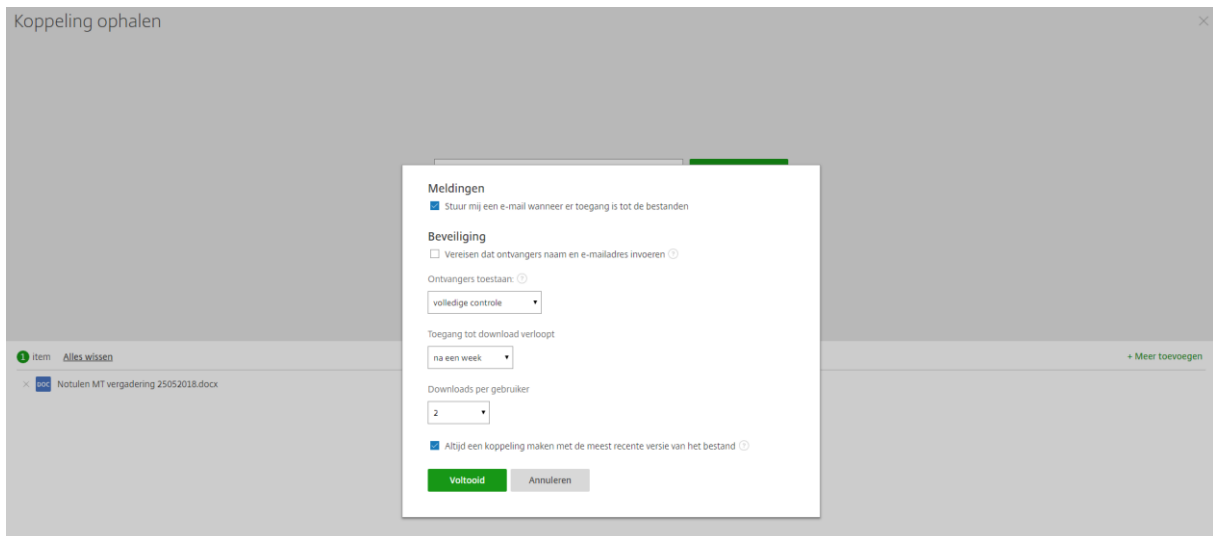 Koppeling ophalen
Meldingen
Stuur mij een e-mail wanneer er toegang is tot de bestanden
Beveiliging
Vereisen dat ontvangers naam en e-mailadres invoeren ?
Ontvangers toestaan: ?
volledige controle
Toegang tot download verloopt
na een week
Downloads per gebruiker
2
Altijd een koppeling maken met de meest recente versie van het bestand ?
Voltooid Annuleren
1 item Alles wissen + Meer toevoegen
DOC Notulen MT vergadering 25052018.docx